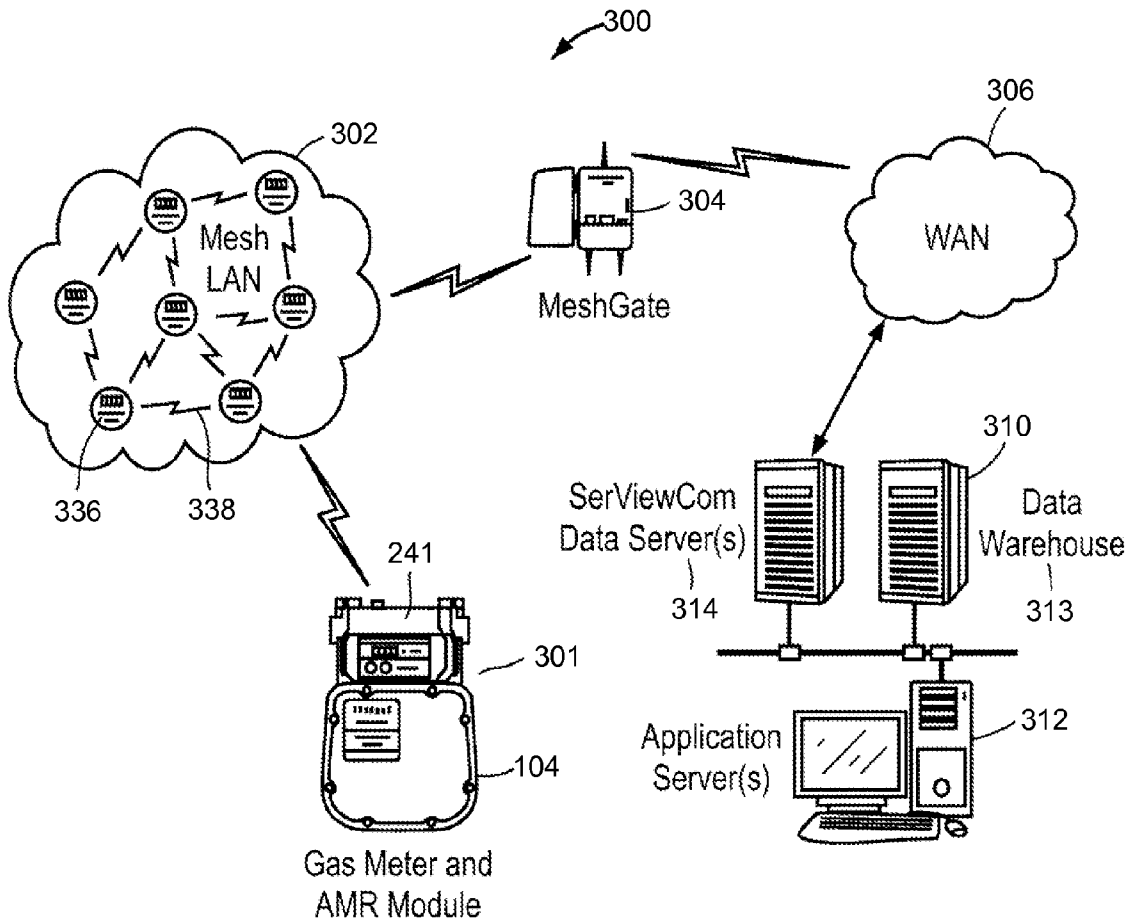 300
302
306
Mesh
LAN
304
WAN
MeshGate
336
338
310
SerViewCom
Data Server(s)
314
Data
Warehouse
313
241
301
104
312
Application
Server(s)
Gas Meter and
AMR Module